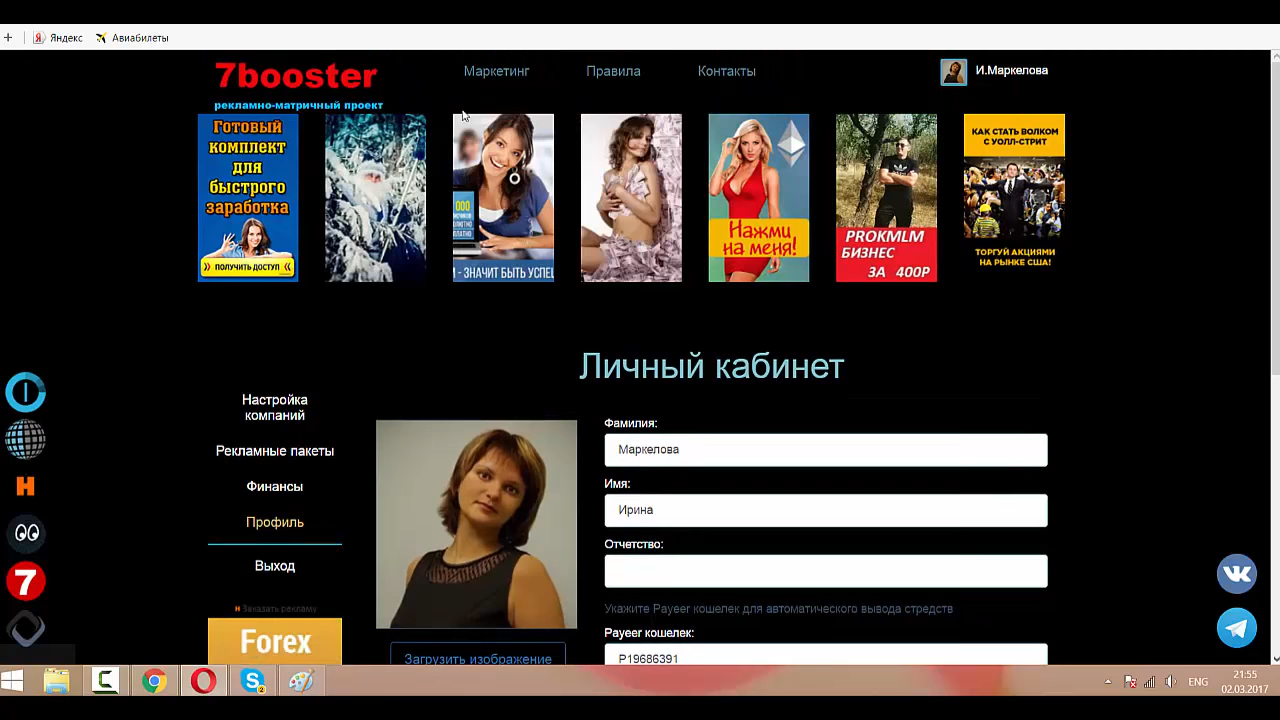 + Яндекс Авиабилеты
7booster
рекламно-матричный проект
Маркетинг Правила Контакты И.Маркелова
Готовый
комплект
для
быстрого
заработка
» ПОЛУЧИТЬ ДОСТУП «
000
- ЗНАЧИТ БЫТЬ УСПЕ
Нажми
на меня!
PROKMLM
БИЗНЕС
ЗА 400Р
КАК СТАТЬ ВОЛКОМ
С УОЛЛ-СТРИТ
ТОРГУЙ АКЦИЯМИ
НА РЫНКЕ США!
Личный кабинет
Настройка
компаний
Рекламные пакеты
Финансы
Профиль
Выход
H Заказать рекламу
Forex
Загрузить изображение
Фамилия:
Маркелова
Имя:
Ирина
Отчетство:
Укажите Payeer кошелек для автоматического вывода стредств
Payeer кошелек:
P19686391
H
7
ENG
21:55
02.03.2017